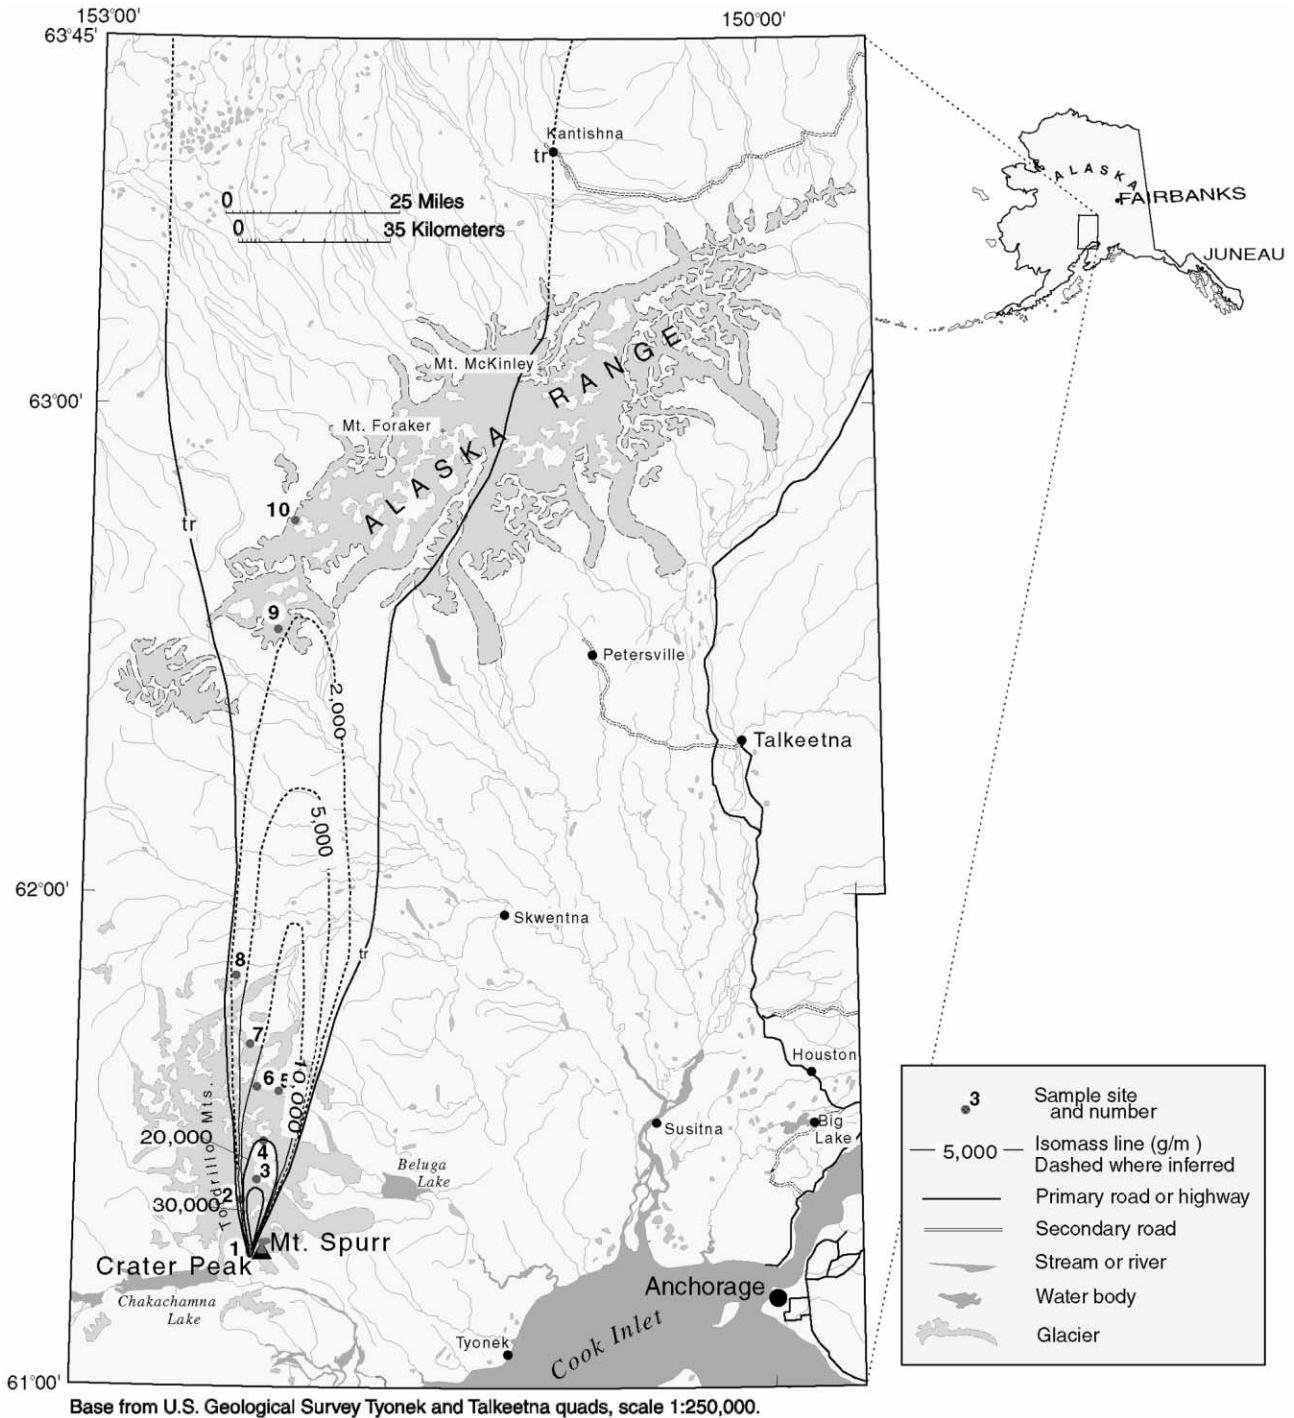 153°00'
150°00'
63°45'
Kantishna
tr
0 25 Miles
0 35 Kilometers
ALASKA
FAIRBANKS
JUNEAU
Mt. McKinley
63°00'
Mt. Foraker
ALASKA RANGE
10
tr
9
Petersville
2,000
Talkeetna
5,000
62°00'
Skwentna
tr
8
7
Houston
6
5
10,000
3
Sample site
and number
Susitna
Big
Lake
20,000
4
5,000
Isomass line (g/m )
Dashed where inferred
Beluga
Lake
3
Tordrillo Mts.
2
30,000
Primary road or highway
Secondary road
1
Mt. Spurr
Crater Peak
Stream or river
Anchorage
Chakachamna
Lake
Water body
Cook Inlet
Tyonek
Glacier
61°00'
Base from U.S. Geological Survey Tyonek and Talkeetna quads, scale 1:250,000.